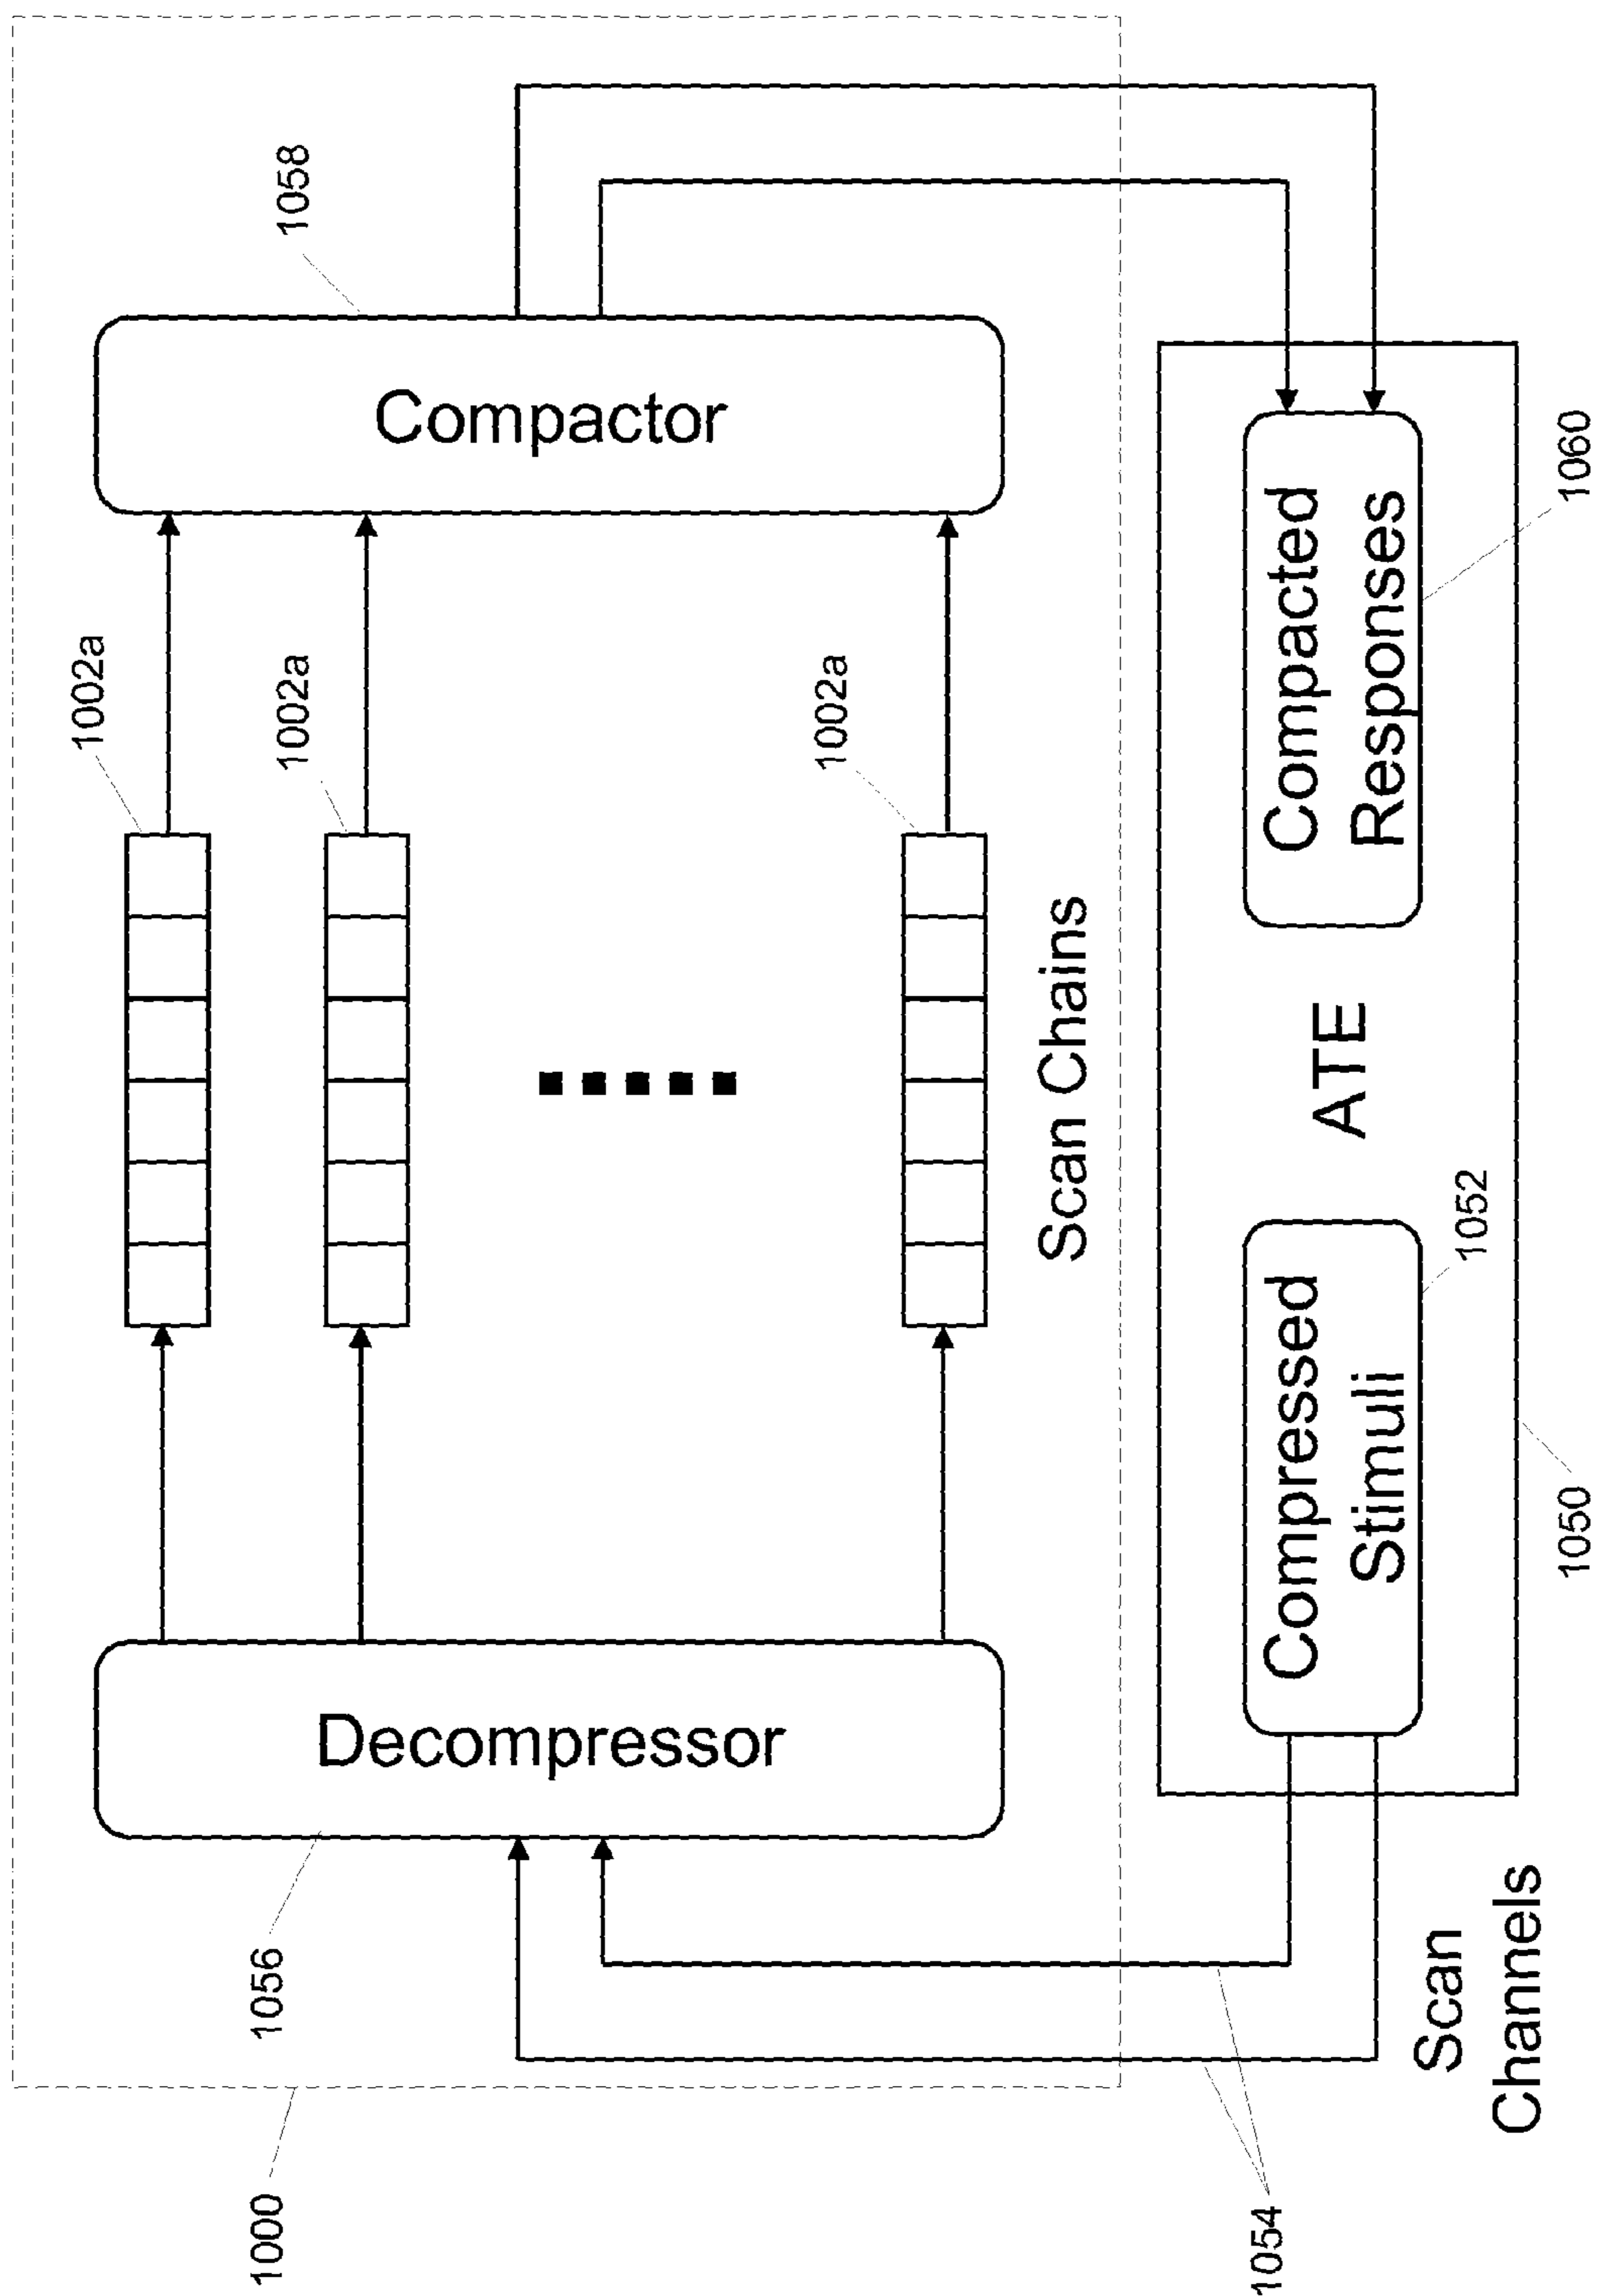 1000
1056
Decompressor
1002a
1002a
1002a
Scan Chains
1058
Compactor
1054
Scan
Channels
Compressed
Stimuli
1052
ATE
1050
Compacted
Responses
1060